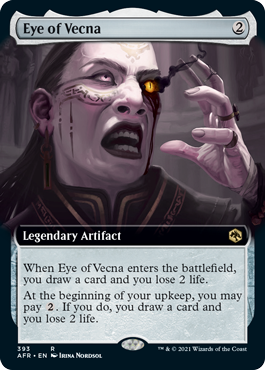 Eye of Vecna 2
Legendary Artifact
When Eye of Vecna enters the battlefield,
you draw a card and you lose 2 life.
At the beginning of your upkeep, you may
pay 2. If you do, you draw a card and
you lose 2 life.
393 R
AFR • EN Irina Nordsol
™ & © 2021 Wizards of the Coast